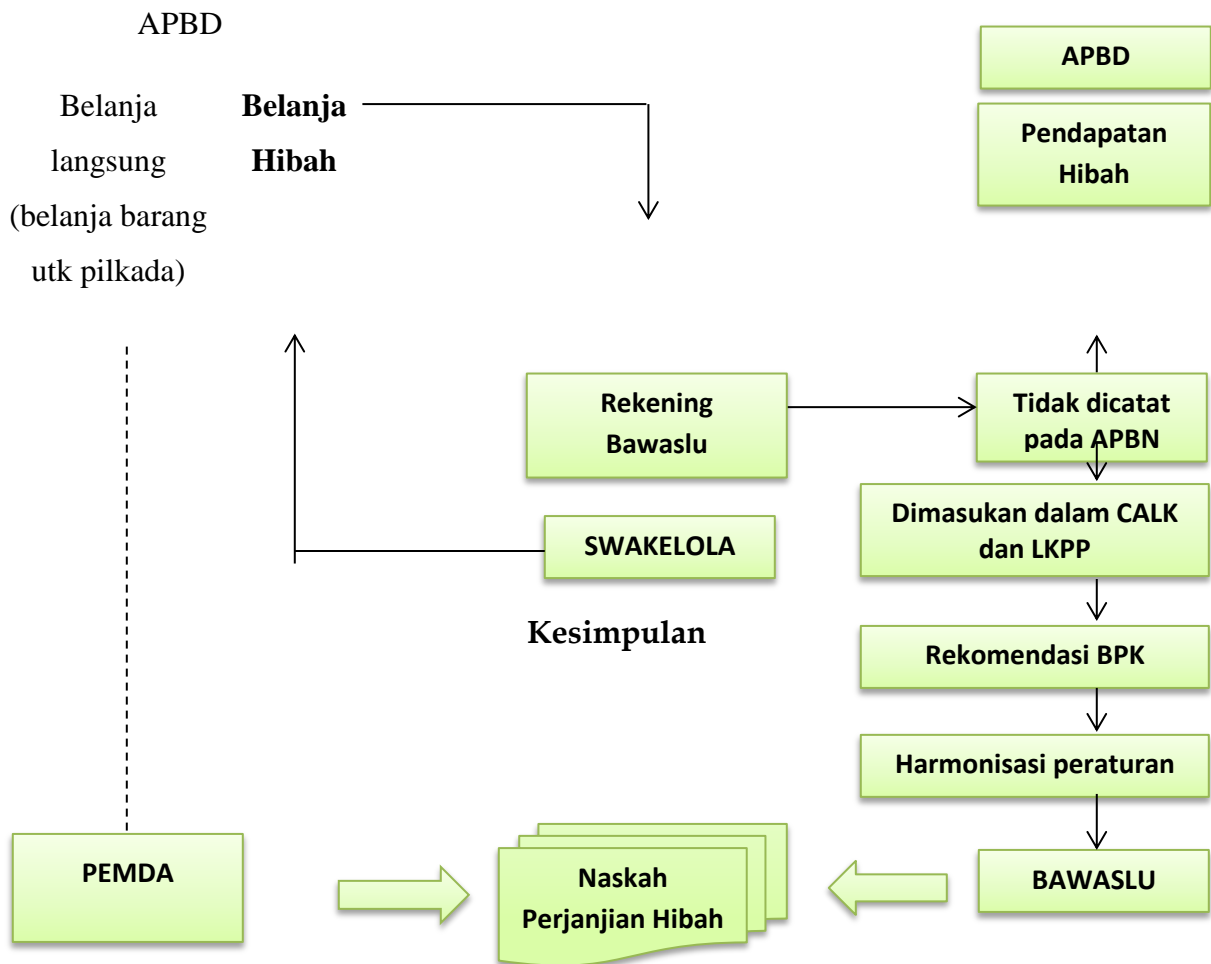 APBD
Belanja
langsung
(belanja barang
utk pilkada)
Belanja
Hibah
APBD
Pendapatan
Hibah
Rekening
Bawaslu
Tidak dicatat
pada APBN
SWAKELOLA
Dimasukan dalam CALK
dan LKPP
Kesimpulan
Rekomendasi BPK
Harmonisasi peraturan
PEMDA
Naskah
Perjanjian Hibah
BAWASLU